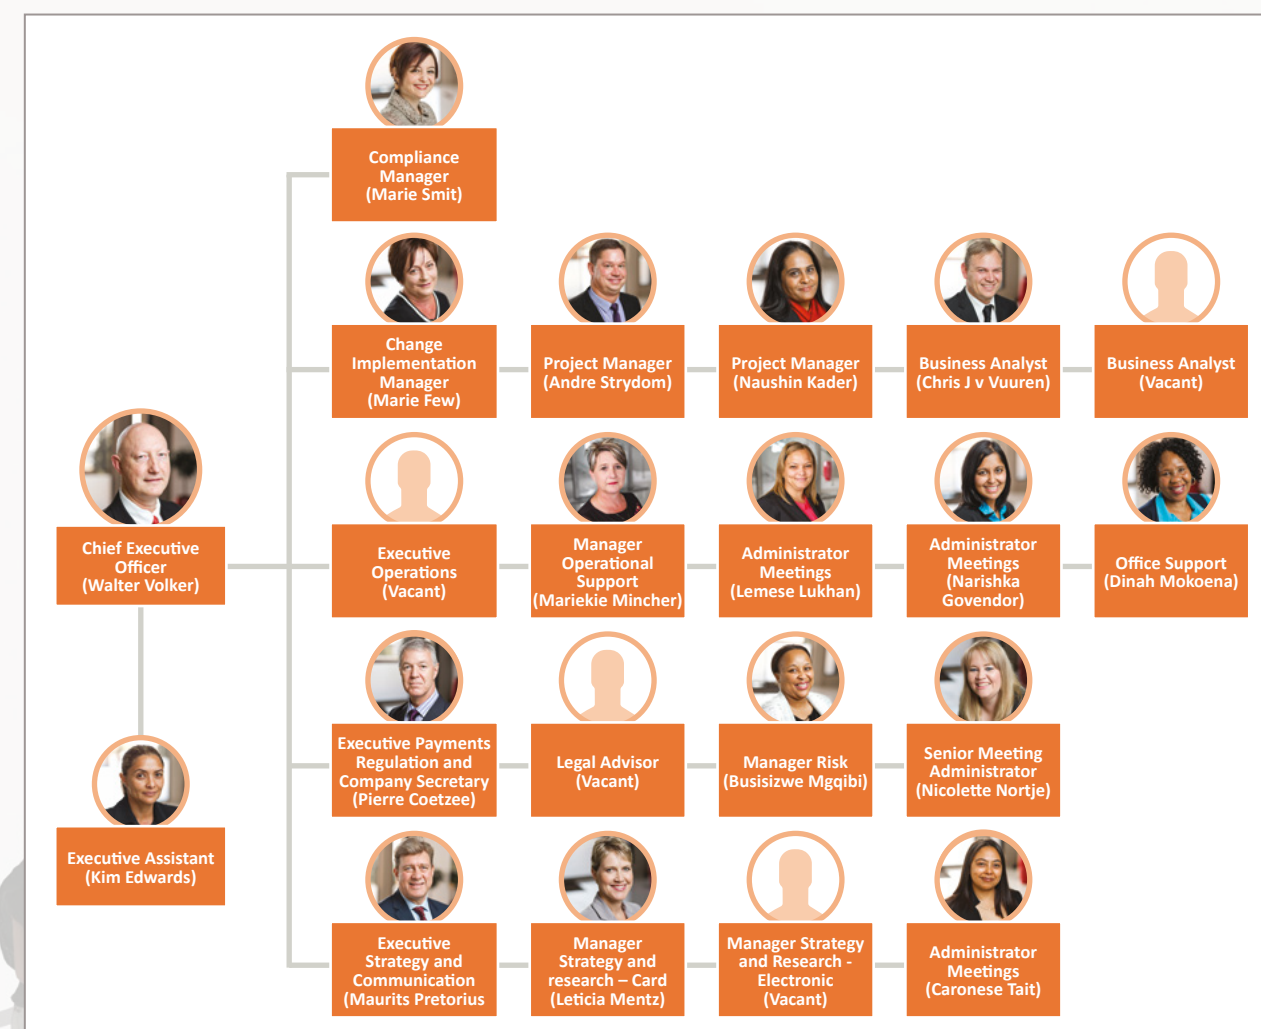 Compliance
Manager
(Marie Smit)
Change
Implementation
Manager
(Marie Few)
Project Manager
(Andre Strydom)
Project Manager
(Naushin Kader)
Business Analyst
(Chris J v Vuuren)
Business Analyst
(Vacant)
Chief Executive
Officer
(Walter Volker)
Executive
Operations
(Vacant)
Manager
Operational
Support
(Mariekie Mincher)
Administrator
Meetings
(Lemese Lukhan)
Administrator
Meetings
(Narishka
Govendor)
Office Support
(Dinah Mokoena)
Executive Payments
Regulation and
Company Secretary
(Pierre Coetzee)
Legal Advisor
(Vacant)
Manager Risk
(Busisizwe Mgqibi)
Senior Meeting
Administrator
(Nicolette Nortje)
Executive Assistant
(Kim Edwards)
Executive
Strategy and
Communication
(Maurits Pretorius
Manager
Strategy and
research – Card
(Leticia Mentz)
Manager Strategy
and Research -
Electronic
(Vacant)
Administrator
Meetings
(Caronese Tait)